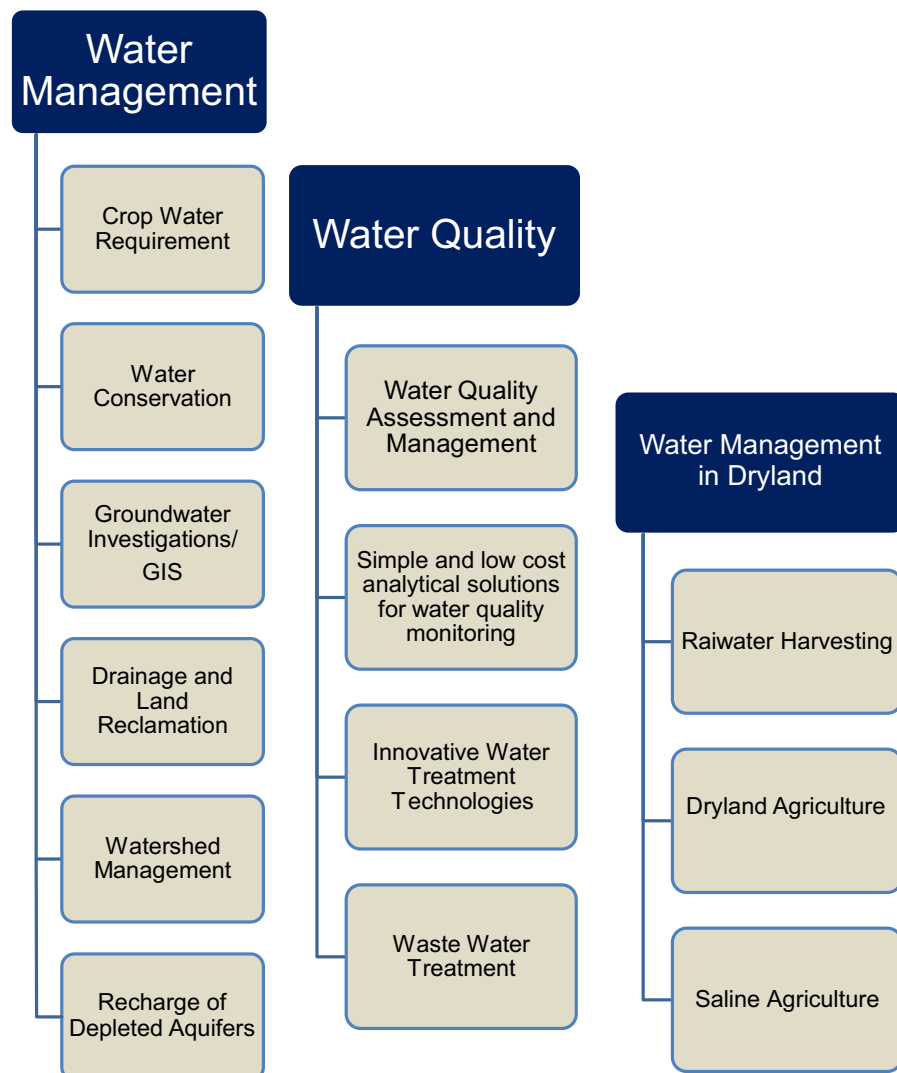 Water
Management
Crop Water
Requirement
Water
Conservation
Groundwater
Investigations/
GIS
Drainage and
Land
Reclamation
Watershed
Management
Recharge of
Depleted Aquifers
Water Quality
Water Quality
Assessment and
Management
Simple and low cost
analytical solutions
for water quality
monitoring
Innovative Water
Treatment
Technologies
Waste Water
Treatment
Water Management
in Dryland
Raiwater Harvesting
Dryland Agriculture
Saline Agriculture